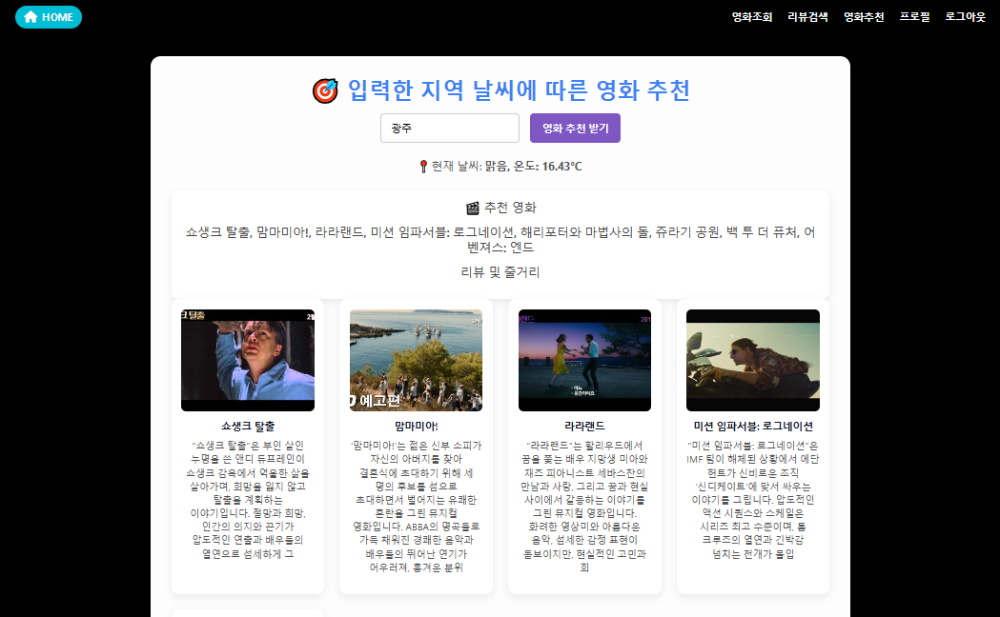 HOME
영화조회 리뷰검색 영화추천 프로필 로그아웃
입력한 지역 날씨에 따른 영화 추천
광주 영화 추천 받기
현재 날씨: 맑음, 온도: 16.43°C
추천 영화
쇼생크 탈출, 맘마미아!, 라라랜드, 미션 임파서블: 로그네이션, 해리포터와 마법사의 돌, 쥬라기 공원, 백 투 더 퓨처, 어
벤져스: 엔드
리뷰 및 줄거리
크 탈출
예고편
201
- 어느
쇼생크 탈출
"쇼생크 탈출"은 부인 살인
누명을 쓴 앤디 듀프레인이
쇼생크 감옥에서 억울한 삶을
살아가며, 희망을 잃지 않고
탈출을 계획하는
이야기입니다. 절망과 희망,
인간의 의지와 끈기가
압도적인 연출과 배우들의
열연으로 섬세하게 그
맘마미아!
'맘마미아!'는 젊은 신부 소피가
자신의 아버지를 찾아
결혼식에 초대하기 위해 세
명의 후보를 섬으로
초대하면서 벌어지는 유쾌한
혼란을 그린 뮤지컬
영화입니다. ABBA의 명곡들로
가득 채워진 경쾌한 음악과
배우들의 뛰어난 연기가
어우러져, 흥겨운 분위
라라랜드
"라라랜드"는 할리우드에서
꿈을 쫓는 배우 지망생 미아와
재즈 피아니스트 세바스찬의
만남과 사랑, 그리고 꿈과 현실
사이에서 갈등하는 이야기를
그린 뮤지컬 영화입니다.
화려한 영상미와 아름다운
음악, 섬세한 감정 표현이
돋보이지만, 현실적인 고민과
희
미션 임파서블: 로그네이션
"미션 임파서블: 로그네이션"은
IMF 팀이 해체된 상황에서 에단
헌트가 신비로운 조직
'신디케이트'에 맞서 싸우는
이야기를 그립니다. 압도적인
액션 시퀀스와 스케일은
시리즈 최고 수준이며, 톰
크루즈의 열연과 긴박감
넘치는 전개가 몰입